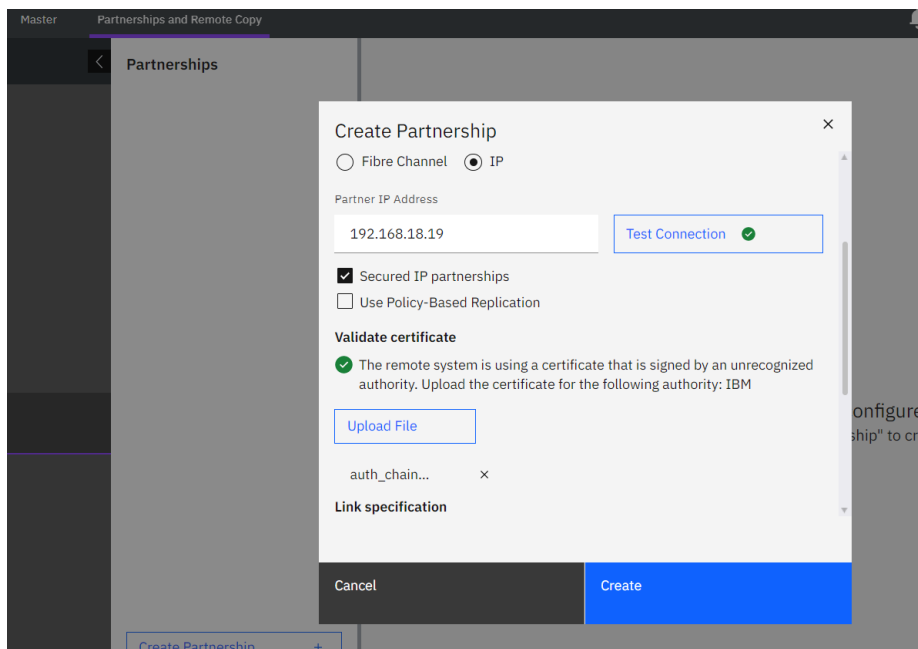 Master Partnerships and Remote Copy
Partnerships
Create Partnership
Fibre Channel IP
Partner IP Address
192.168.18.19 Test Connection
Secured IP partnerships
Use Policy-Based Replication
Validate certificate
The remote system is using a certificate that is signed by an unrecognized
authority. Upload the certificate for the following authority: IBM
Upload File
auth_chain...
Link specification
Cancel Create
onfigure
ship" to cr
Create Partnership +